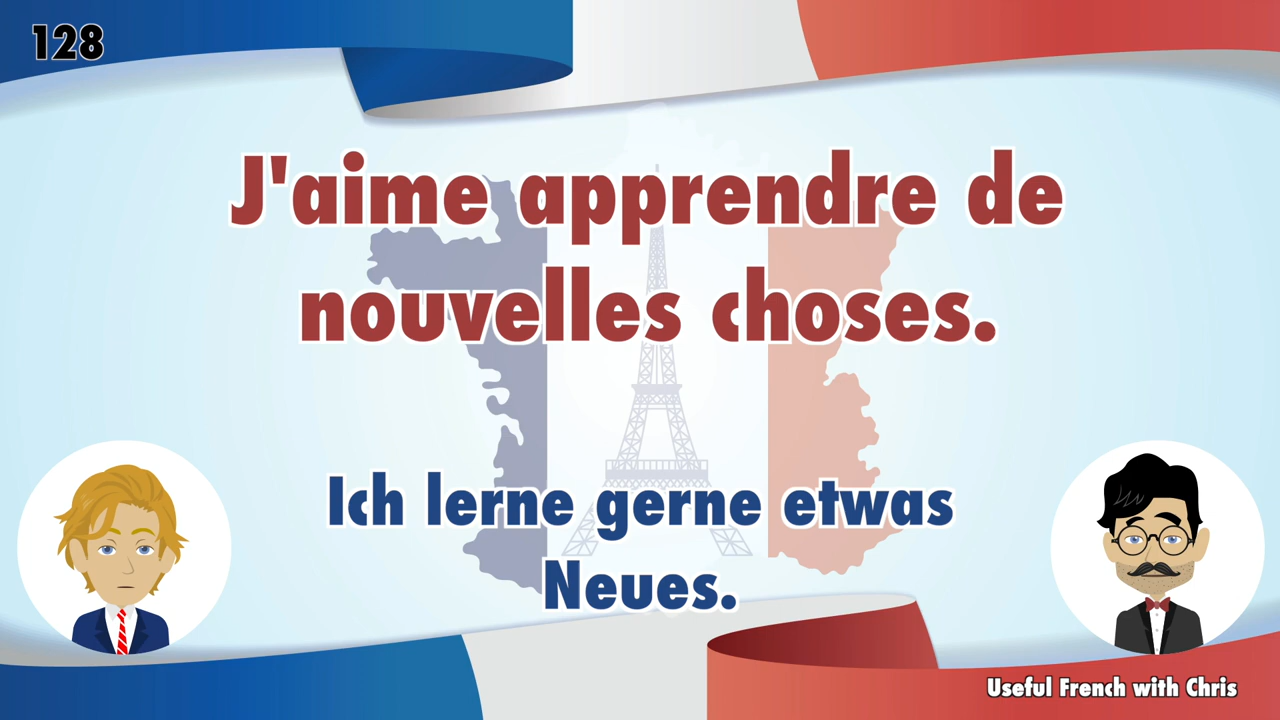 128
J'aime apprendre de
nouvelles choses.
Ich lerne gerne etwas
Neues.
Useful French with Chris